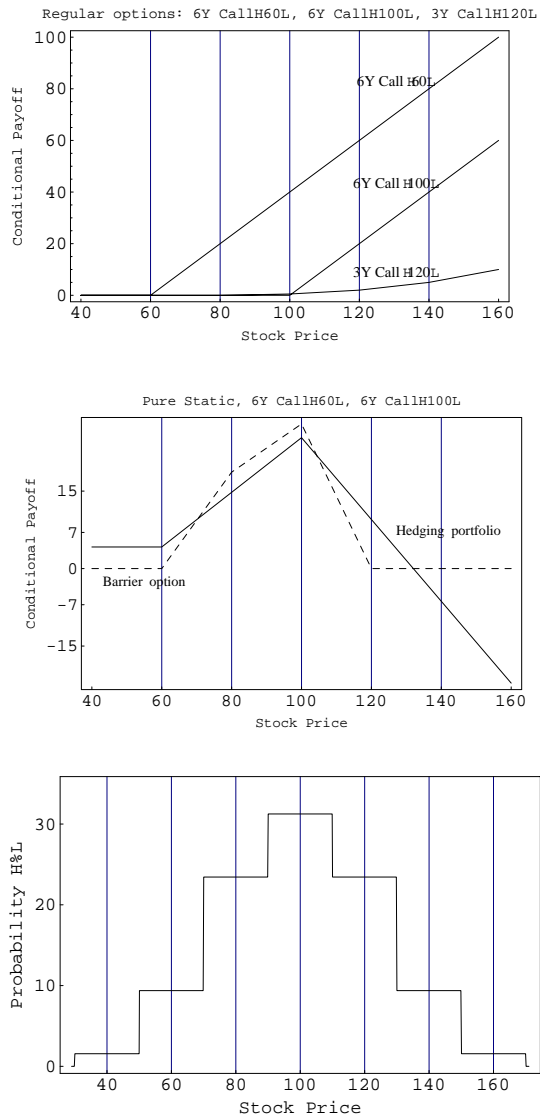 Regular options: 6Y CallH60L, 6Y CallH100L, 3Y CallH120L
100
80
60
40
20
0
Conditional Payoff
6Y Call H60L
6Y Call H100L
3Y Call H120L
40 60 80 100 120 140 160
Stock Price
Pure Static, 6Y CallH60L, 6Y CallH100L
15
7
0
-7
-15
Conditional Payoff
Hedging portfolio
Barrier option
40 60 80 100 120 140 160
Stock Price
30
20
10
0
Probability H%L
40 60 80 100 120 140 160
Stock Price